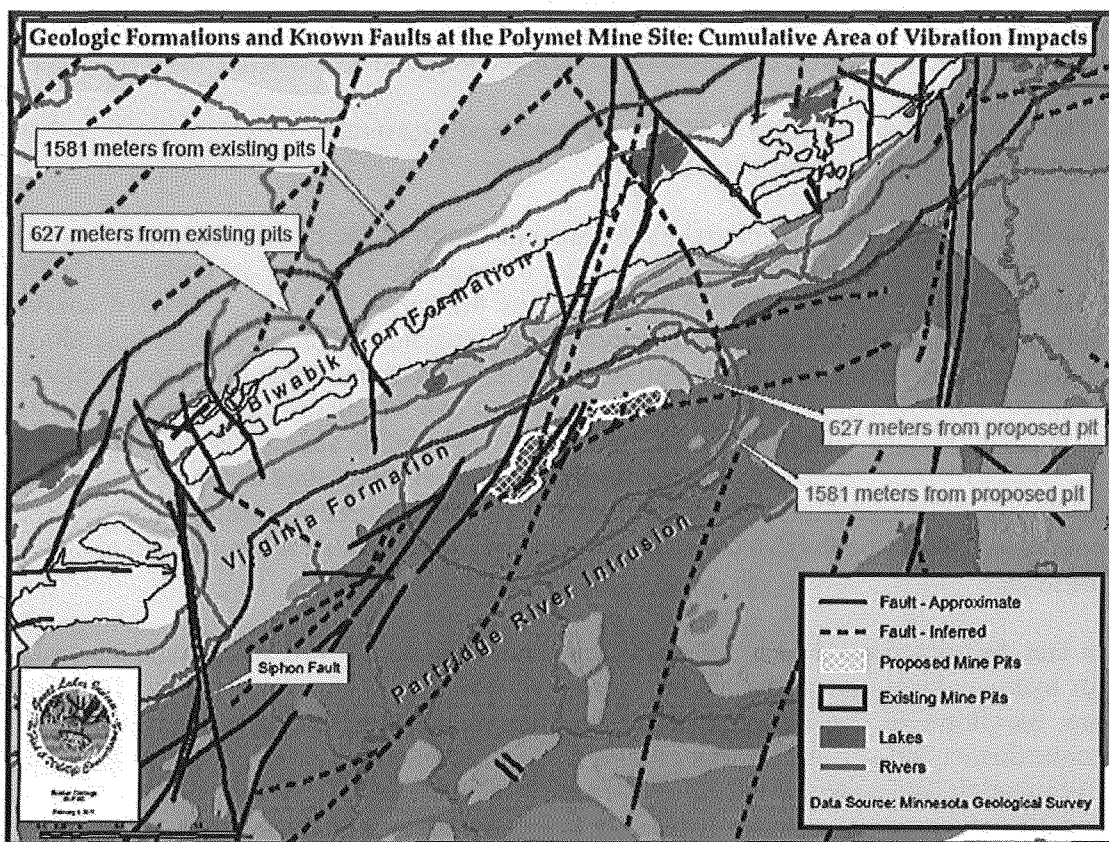 Geologic Formations and Known Faults at the Polymet Mine Site: Cumulative Area of Vibration Impacts
1581 meters from existing pits
627 meters from existing pits
Biwabik Iron Formation
627 meters from proposed pit
1581 meters from proposed pit
Virginia Formation
Partridge River Intrusion
Siphon Fault
Fault - Approximate
Fault - Inferred
Proposed Mine Pits
Existing Mine Pits
Lakes
Rivers
Data Source: Minnesota Geological Survey
Great Lakes Indian